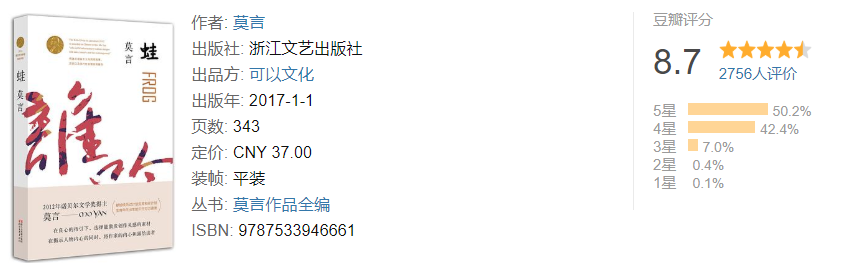 蛙
FROG
莫言
蛙
莫言
2012年诺贝尔文学奖得主
莫言
MO YAN
作者: 莫言
出版社: 浙江文艺出版社
出品方: 可以文化
出版年: 2017-1-1
页数: 343
定价: CNY 37.00
装帧: 平装
丛书: 莫言作品全编
ISBN: 9787533946661
豆瓣评分
8.7
2756人评价
5星 50.2%
4星 42.4%
3星 7.0%
2星 0.4%
1星 0.1%